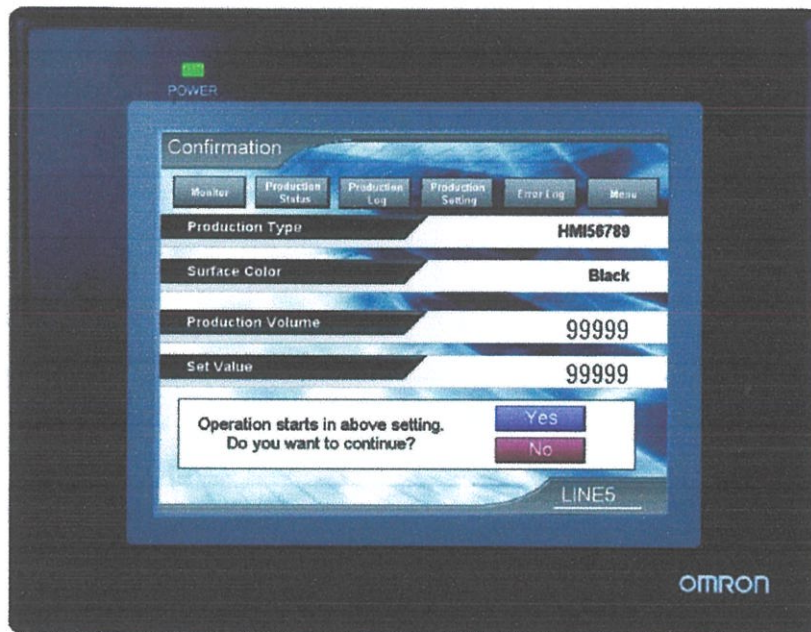 POWER
Confirmation
Monitor
Production
Status
Production
Log
Production
Setting
Error Log
Menu
Production Type
HMI56789
Surface Color
Black
Production Volume
99999
Set Value
99999
Operation starts in above setting.
Do you want to continue?
Yes
No
LINE5
OMRON